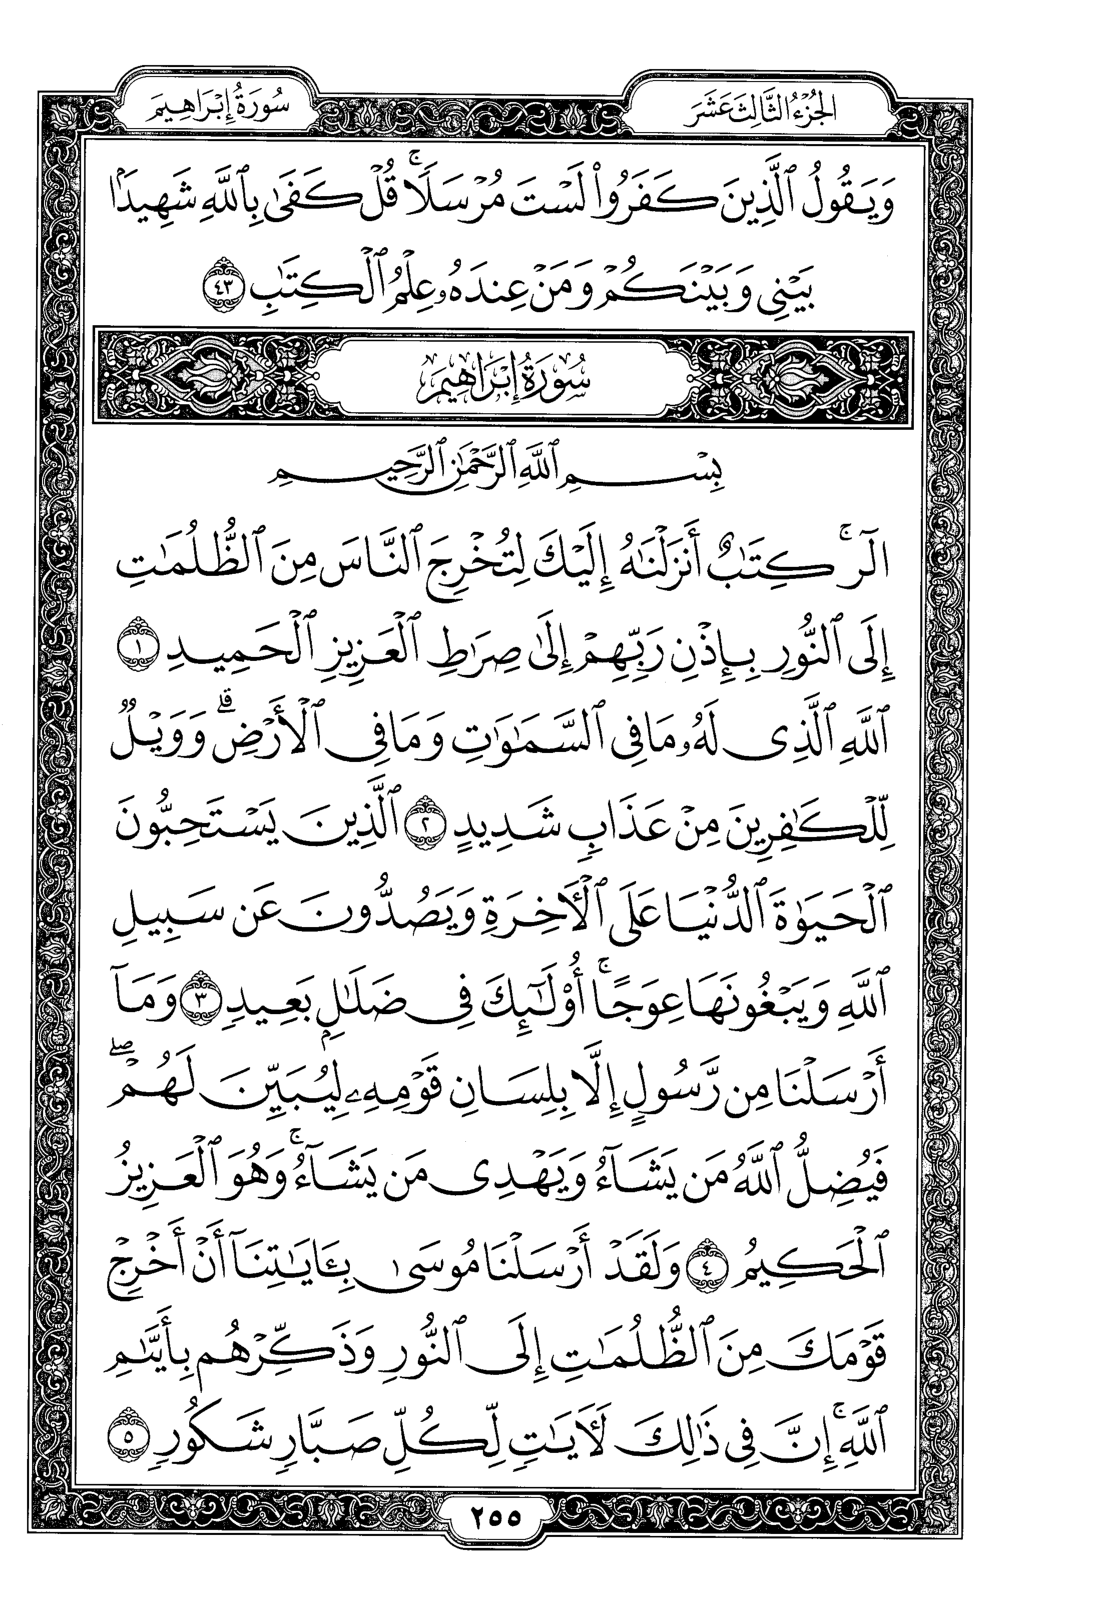 الجُزْءُ الثَّالِثَ عَشَرَ
سُورَةُ إِبْرَاهِيمَ
وَيَقُولُ ٱلَّذِينَ كَفَرُوا۟ لَسْتَ مُرْسَلًا ۚ قُلْ كَفَىٰ بِٱللَّهِ شَهِيدًۢا
بَيْنِى وَبَيْنَكُمْ وَمَنْ عِندَهُۥ عِلْمُ ٱلْكِتَـٰبِ ٤٣
سُورَةُ إِبْرَاهِيمَ
بِسْمِ ٱللَّهِ ٱلرَّحْمَـٰنِ ٱلرَّحِيمِ
الٓر ۚ كِتَـٰبٌ أَنزَلْنَـٰهُ إِلَيْكَ لِتُخْرِجَ ٱلنَّاسَ مِنَ ٱلظُّلُمَـٰتِ
إِلَى ٱلنُّورِ بِإِذْنِ رَبِّهِمْ إِلَىٰ صِرَٰطِ ٱلْعَزِيزِ ٱلْحَمِيدِ ١
ٱللَّهِ ٱلَّذِى لَهُۥ مَا فِى ٱلسَّمَـٰوَٰتِ وَمَا فِى ٱلْأَرْضِ ۗ وَوَيْلٌ
لِّلْكَـٰفِرِينَ مِنْ عَذَابٍ شَدِيدٍ ٢ ٱلَّذِينَ يَسْتَحِبُّونَ
ٱلْحَيَوٰةَ ٱلدُّنْيَا عَلَى ٱلْـَٔاخِرَةِ وَيَصُدُّونَ عَن سَبِيلِ
ٱللَّهِ وَيَبْغُونَهَا عِوَجًا ۚ أُو۟لَـٰٓئِكَ فِى ضَلَـٰلٍۭ بَعِيدٍ ٣ وَمَآ
أَرْسَلْنَا مِن رَّسُولٍ إِلَّا بِلِسَانِ قَوْمِهِۦ لِيُبَيِّنَ لَهُمْ ۖ
فَيُضِلُّ ٱللَّهُ مَن يَشَآءُ وَيَهْدِى مَن يَشَآءُ ۚ وَهُوَ ٱلْعَزِيزُ
ٱلْحَكِيمُ ٤ وَلَقَدْ أَرْسَلْنَا مُوسَىٰ بِـَٔايَـٰتِنَآ أَنْ أَخْرِجْ
قَوْمَكَ مِنَ ٱلظُّلُمَـٰتِ إِلَى ٱلنُّورِ وَذَكِّرْهُم بِأَيَّىٰمِ
ٱللَّهِ ۚ إِنَّ فِى ذَٰلِكَ لَـَٔايَـٰتٍ لِّكُلِّ صَبَّارٍ شَكُورٍ ٥
٢٥٥